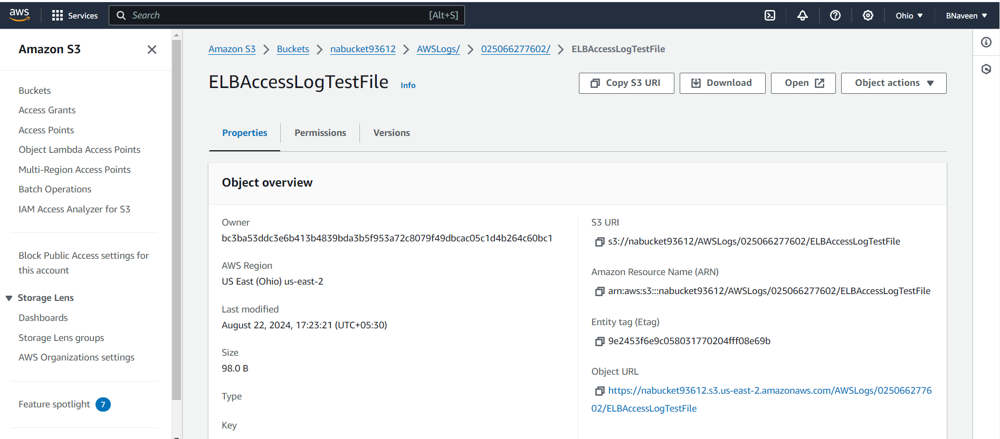 aws
Services
Search [Alt+S]
Ohio
BNaveen
Amazon S3
Buckets
Access Grants
Access Points
Object Lambda Access Points
Multi-Region Access Points
Batch Operations
IAM Access Analyzer for S3
Block Public Access settings for
this account
Storage Lens
Dashboards
Storage Lens groups
AWS Organizations settings
Feature spotlight 7
Amazon S3 > Buckets > nabucket93612 > AWSLogs/ > 025066277602/ > ELBAccessLogTestFile
ELBAccessLogTestFile Info
Copy S3 URI
Download
Open
Object actions
Properties
Permissions
Versions
Object overview
Owner
bc3ba53ddc3e6b413b4839bda3b5f953a72c8079f49dbcac05c1d4b264c60bc1
AWS Region
US East (Ohio) us-east-2
Last modified
August 22, 2024, 17:23:21 (UTC+05:30)
Size
98.0 B
Type
Key
S3 URI
s3://nabucket93612/AWSLogs/025066277602/ELBAccessLogTestFile
Amazon Resource Name (ARN)
arn:aws:s3:::nabucket93612/AWSLogs/025066277602/ELBAccessLogTestFile
Entity tag (Etag)
9e2453f6e9c058031770204fff08e69b
Object URL
https://nabucket93612.s3.us-east-2.amazonaws.com/AWSLogs/0250662776
02/ELBAccessLogTestFile